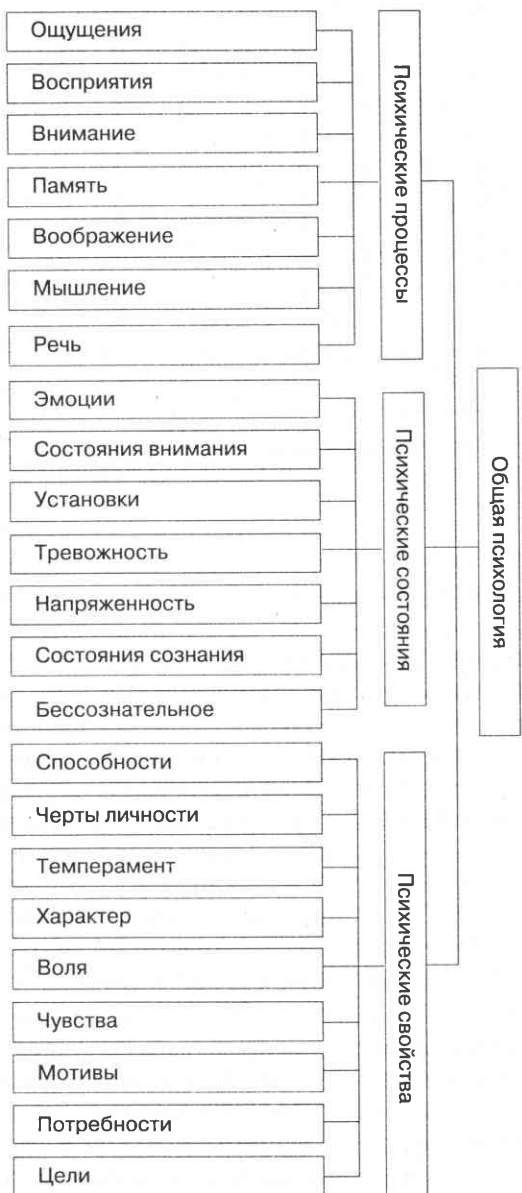 Ощущения
Восприятия
Внимание
Память
Воображение
Мышление
Речь
Психические процессы
Эмоции
Состояния внимания
Установки
Тревожность
Напряженность
Состояния сознания
Бессознательное
Психические состояния
Способности
Черты личности
Темперамент
Характер
Воля
Чувства
Мотивы
Потребности
Цели
Психические свойства
Общая психология